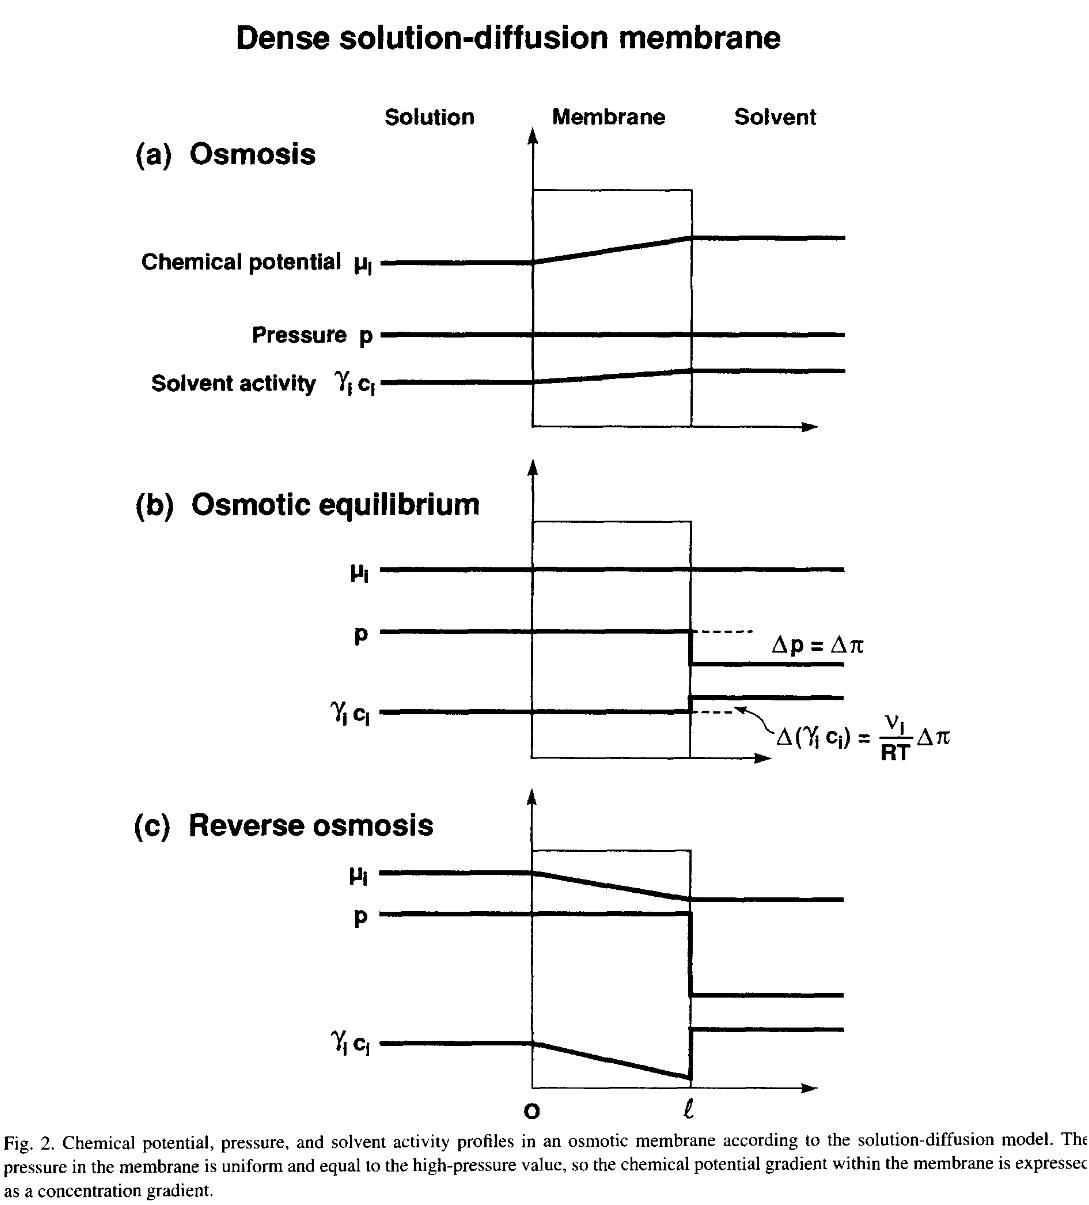 Dense solution-diffusion membrane
Solution Membrane Solvent
(a) Osmosis
Chemical potential μi
Pressure p
Solvent activity γi ci
(b) Osmotic equilibrium
μi
p
Δp = Δπ
γi ci
Δ(γi ci) = νi/RT Δπ
(c) Reverse osmosis
μi
p
γi ci
o ℓ
Fig. 2. Chemical potential, pressure, and solvent activity profiles in an osmotic membrane according to the solution-diffusion model. The
pressure in the membrane is uniform and equal to the high-pressure value, so the chemical potential gradient within the membrane is expressed
as a concentration gradient.